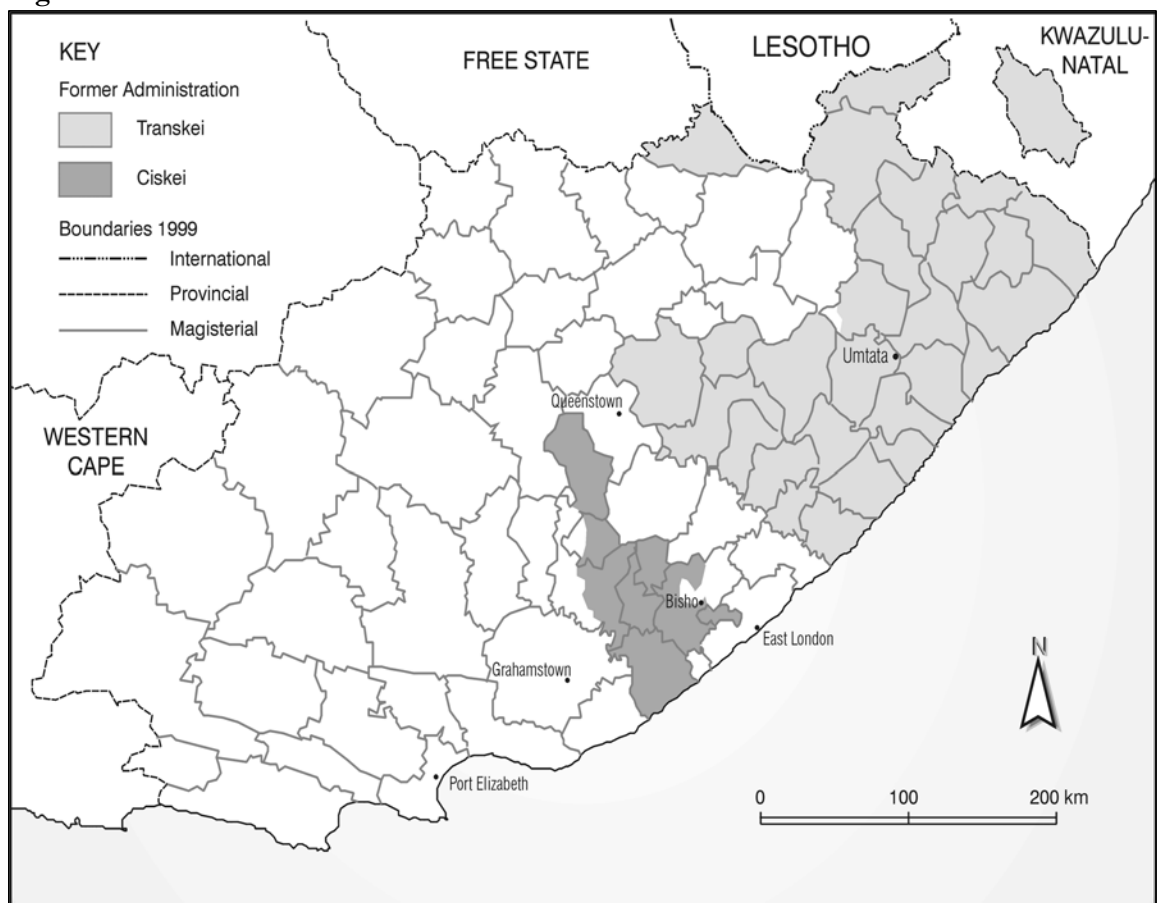 KEY
Former Administration
Transkei
Ciskei
Boundaries 1999
International
Provincial
Magisterial
FREE STATE
LESOTHO
KWAZULU-
NATAL
WESTERN
CAPE
Umtata
Queenstown
Bisho
East London
Grahamstown
Port Elizabeth
N
0 100 200 km